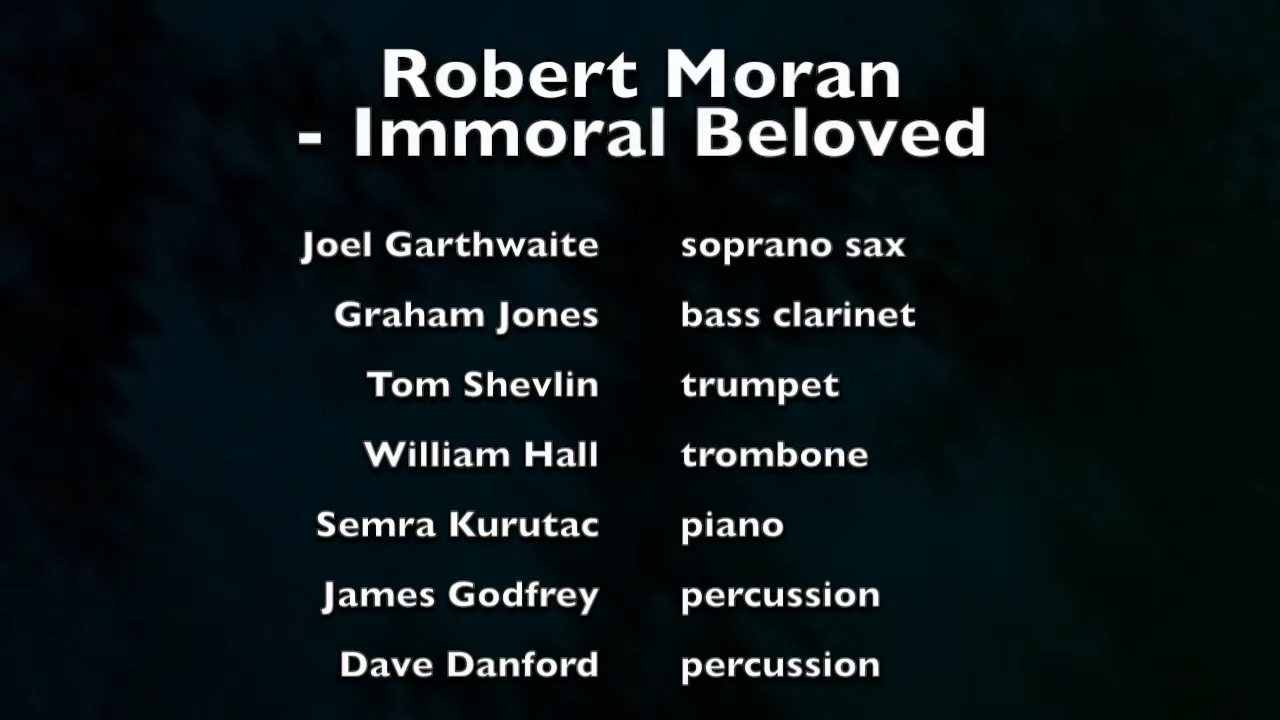 Robert Moran
- Immoral Beloved
Joel Garthwaite soprano sax
Graham Jones bass clarinet
Tom Shevlin trumpet
William Hall trombone
Semra Kurutac piano
James Godfrey percussion
Dave Danford percussion